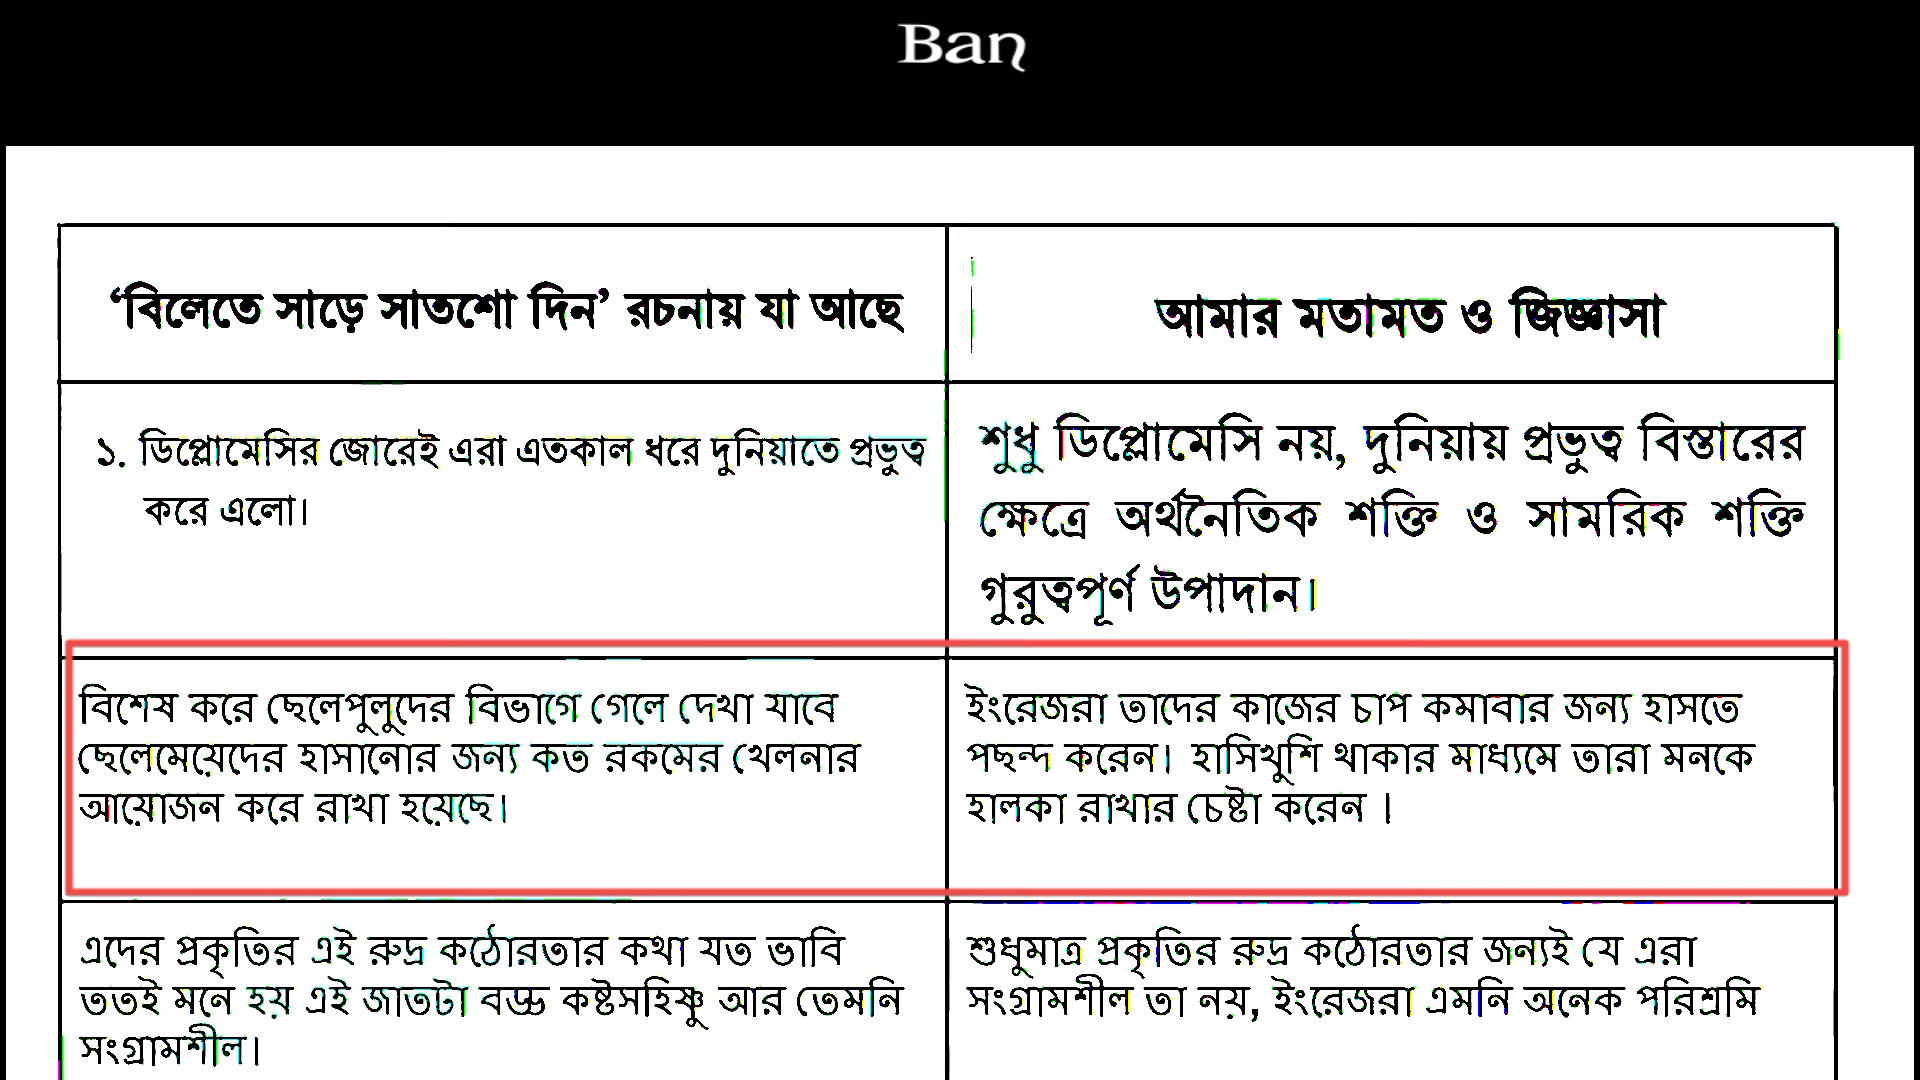 Ban
‘বিলেতে সাড়ে সাতশো দিন’ রচনায় যা আছে
আমার মতামত ও জিজ্ঞাসা
১. ডিপ্লোমেসির জোরেই এরা এতকাল ধরে দুনিয়াতে প্রভুত্ব
করে এলো।
শুধু ডিপ্লোমেসি নয়, দুনিয়ায় প্রভুত্ব বিস্তারের
ক্ষেত্রে অর্থনৈতিক শক্তি ও সামরিক শক্তি
গুরুত্বপূর্ণ উপাদান।
বিশেষ করে ছেলেপুলুদের বিভাগে গেলে দেখা যাবে
ছেলেমেয়েদের হাসানোর জন্য কত রকমের খেলনার
আয়োজন করে রাখা হয়েছে।
ইংরেজরা তাদের কাজের চাপ কমাবার জন্য হাসতে
পছন্দ করেন। হাসিখুশি থাকার মাধ্যমে তারা মনকে
হালকা রাখার চেষ্টা করেন ।
এদের প্রকৃতির এই রুদ্র কঠোরতার কথা যত ভাবি
ততই মনে হয় এই জাতটা বড্ড কষ্টসহিষ্ণু আর তেমনি
সংগ্রামশীল।
শুধুমাত্র প্রকৃতির রুদ্র কঠোরতার জন্যই যে এরা
সংগ্রামশীল তা নয়, ইংরেজরা এমনি অনেক পরিশ্রমি